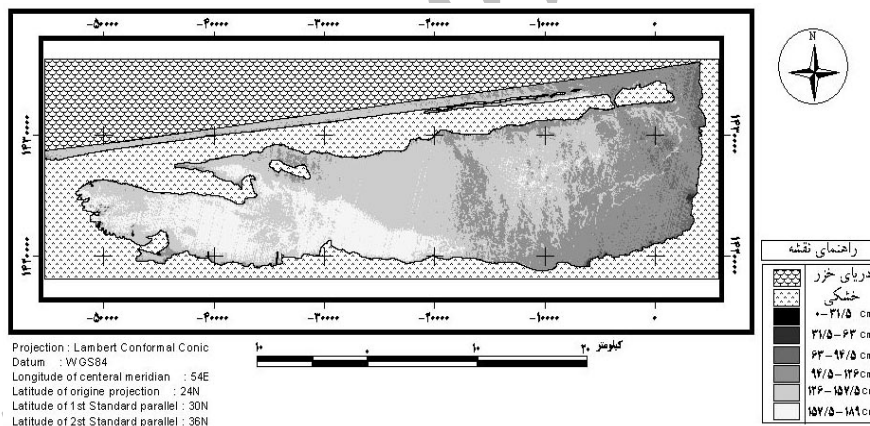 -۵۰۰۰۰ -۴۰۰۰۰ -۳۰۰۰۰ -۲۰۰۰۰ -۱۰۰۰۰ ۰
N
۱۴۳۰۰۰۰ ۱۴۳۰۰۰۰
۱۴۲۰۰۰۰ ۱۴۲۰۰۰۰
-۵۰۰۰۰ -۴۰۰۰۰ -۳۰۰۰۰ -۲۰۰۰۰ -۱۰۰۰۰ ۰
راهنمای نقشه
دریای خزر
خشکی
۰-۳۱/۵ cm
۳۱/۵-۶۳ cm
۶۳-۹۴/۵ cm
۹۴/۵-۱۲۶ cm
۱۲۶-۱۵۷/۵ cm
۱۵۷/۵-۱۸۹ cm
۱۰ ۰ ۱۰ ۲۰ کیلومتر
Projection : Lambert Conformal Conic
Datum : WGS84
Longitude of centeral meridian : 54E
Latitude of origine projection : 24N
Latitude of 1st Standard parallel : 30N
Latitude of 2st Standard parallel : 36N